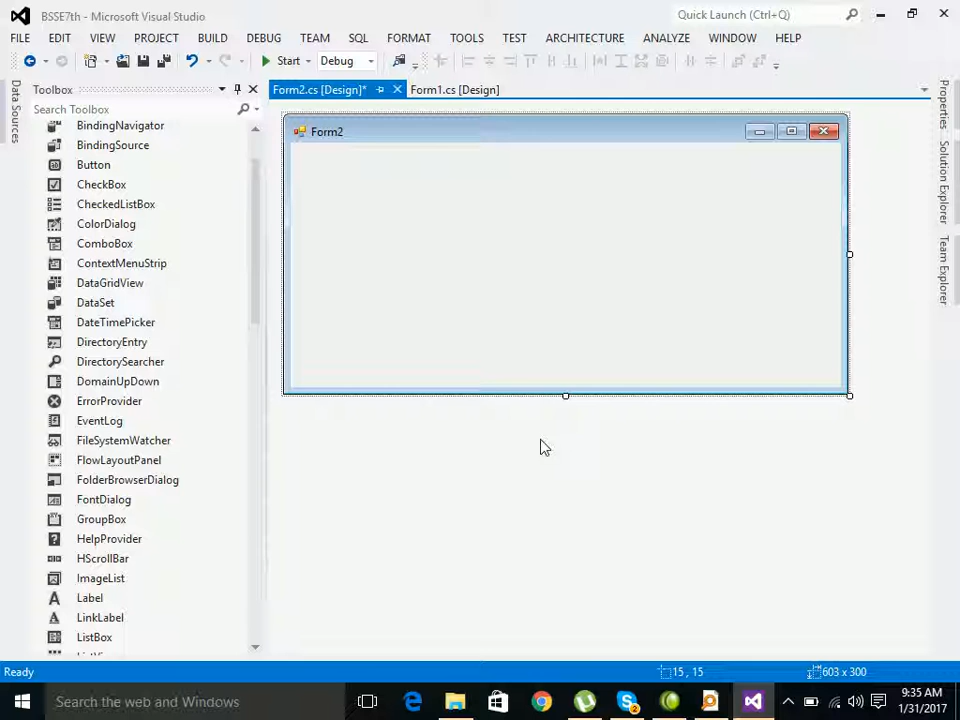 BSSE7th - Microsoft Visual Studio
Quick Launch (Ctrl+Q)
FILE EDIT VIEW PROJECT BUILD DEBUG TEAM SQL FORMAT TOOLS TEST ARCHITECTURE ANALYZE WINDOW HELP
Start Debug
Data Sources
Toolbox
Search Toolbox
BindingNavigator
BindingSource
Button
CheckBox
CheckedListBox
ColorDialog
ComboBox
ContextMenuStrip
DataGridView
DataSet
DateTimePicker
DirectoryEntry
DirectorySearcher
DomainUpDown
ErrorProvider
EventLog
FileSystemWatcher
FlowLayoutPanel
FolderBrowserDialog
FontDialog
GroupBox
HelpProvider
HScrollBar
ImageList
Label
LinkLabel
ListBox
Form2.cs [Design]* Form1.cs [Design]
Form2
Properties
Solution Explorer
Team Explorer
Ready 15 , 15 603 x 300
Search the web and Windows
9:35 AM
1/31/2017